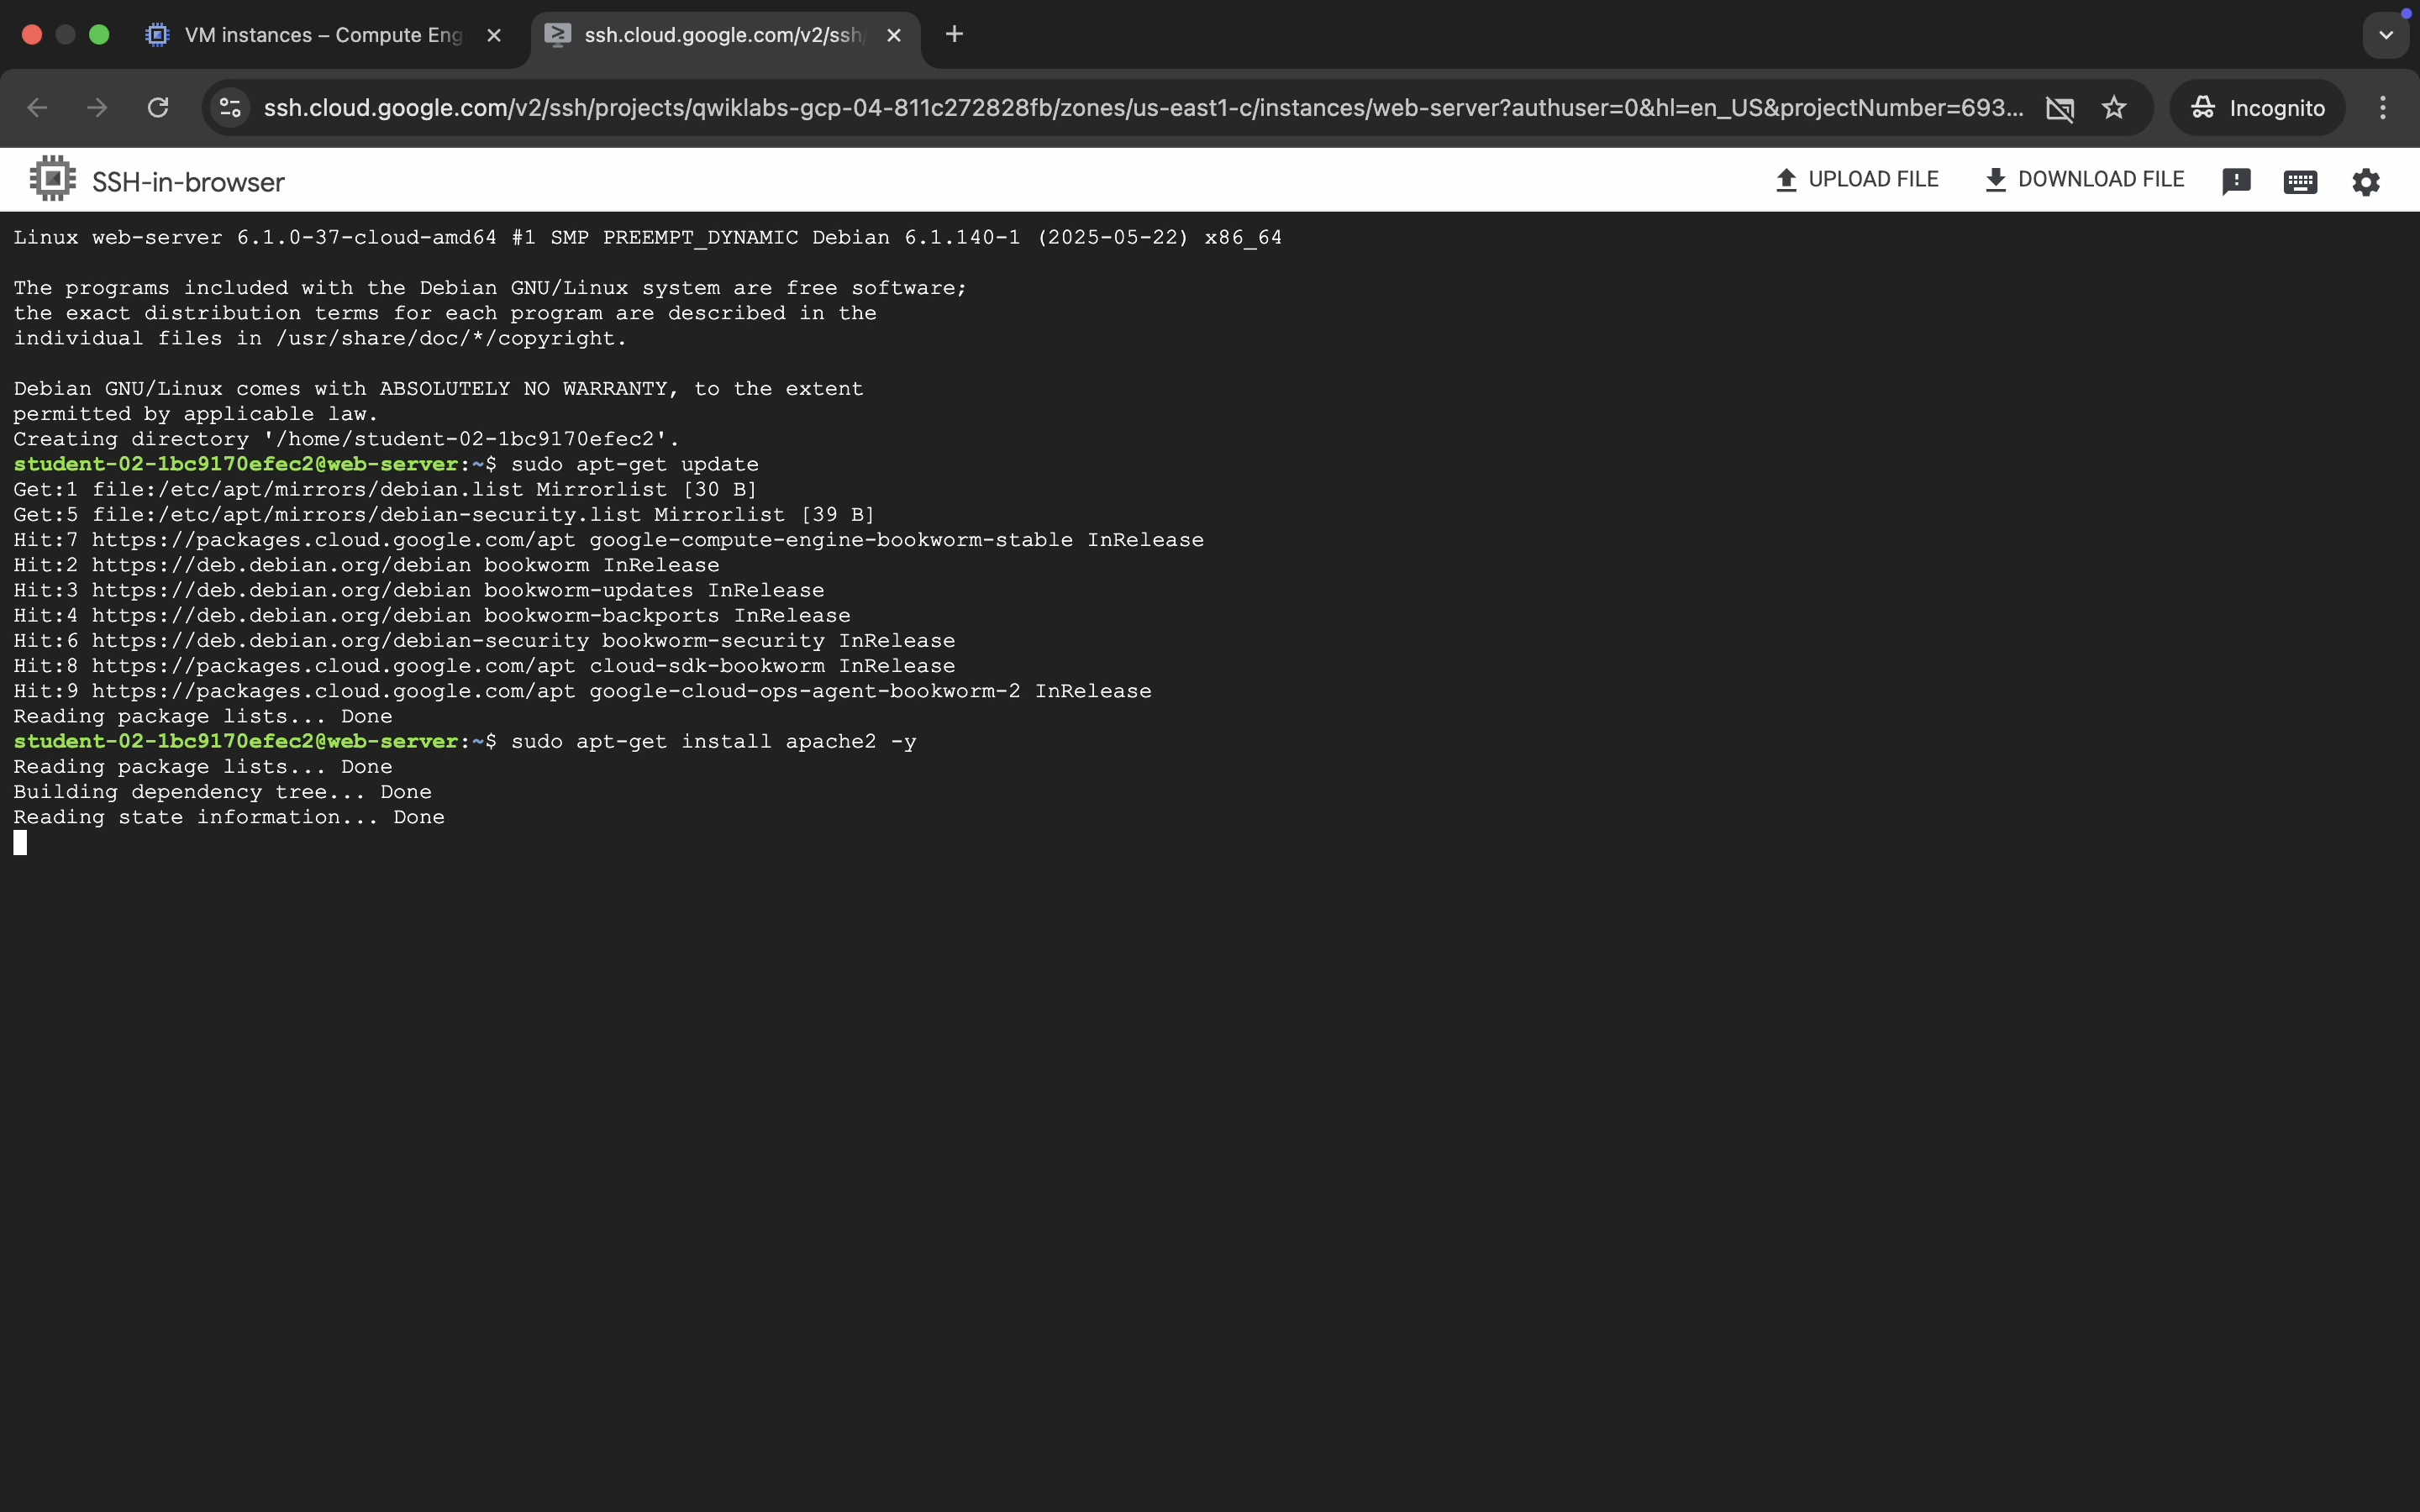 VM instances – Compute Eng
ssh.cloud.google.com/v2/ssh/
ssh.cloud.google.com/v2/ssh/projects/qwiklabs-gcp-04-811c272828fb/zones/us-east1-c/instances/web-server?authuser=0&hl=en_US&projectNumber=693...
Incognito
SSH-in-browser
UPLOAD FILE
DOWNLOAD FILE
Linux web-server 6.1.0-37-cloud-amd64 #1 SMP PREEMPT_DYNAMIC Debian 6.1.140-1 (2025-05-22) x86_64
The programs included with the Debian GNU/Linux system are free software;
the exact distribution terms for each program are described in the
individual files in /usr/share/doc/*/copyright.
Debian GNU/Linux comes with ABSOLUTELY NO WARRANTY, to the extent
permitted by applicable law.
Creating directory '/home/student-02-1bc9170efec2'.
student-02-1bc9170efec2@web-server:~$ sudo apt-get update
Get:1 file:/etc/apt/mirrors/debian.list Mirrorlist [30 B]
Get:5 file:/etc/apt/mirrors/debian-security.list Mirrorlist [39 B]
Hit:7 https://packages.cloud.google.com/apt google-compute-engine-bookworm-stable InRelease
Hit:2 https://deb.debian.org/debian bookworm InRelease
Hit:3 https://deb.debian.org/debian bookworm-updates InRelease
Hit:4 https://deb.debian.org/debian bookworm-backports InRelease
Hit:6 https://deb.debian.org/debian-security bookworm-security InRelease
Hit:8 https://packages.cloud.google.com/apt cloud-sdk-bookworm InRelease
Hit:9 https://packages.cloud.google.com/apt google-cloud-ops-agent-bookworm-2 InRelease
Reading package lists... Done
student-02-1bc9170efec2@web-server:~$ sudo apt-get install apache2 -y
Reading package lists... Done
Building dependency tree... Done
Reading state information... Done